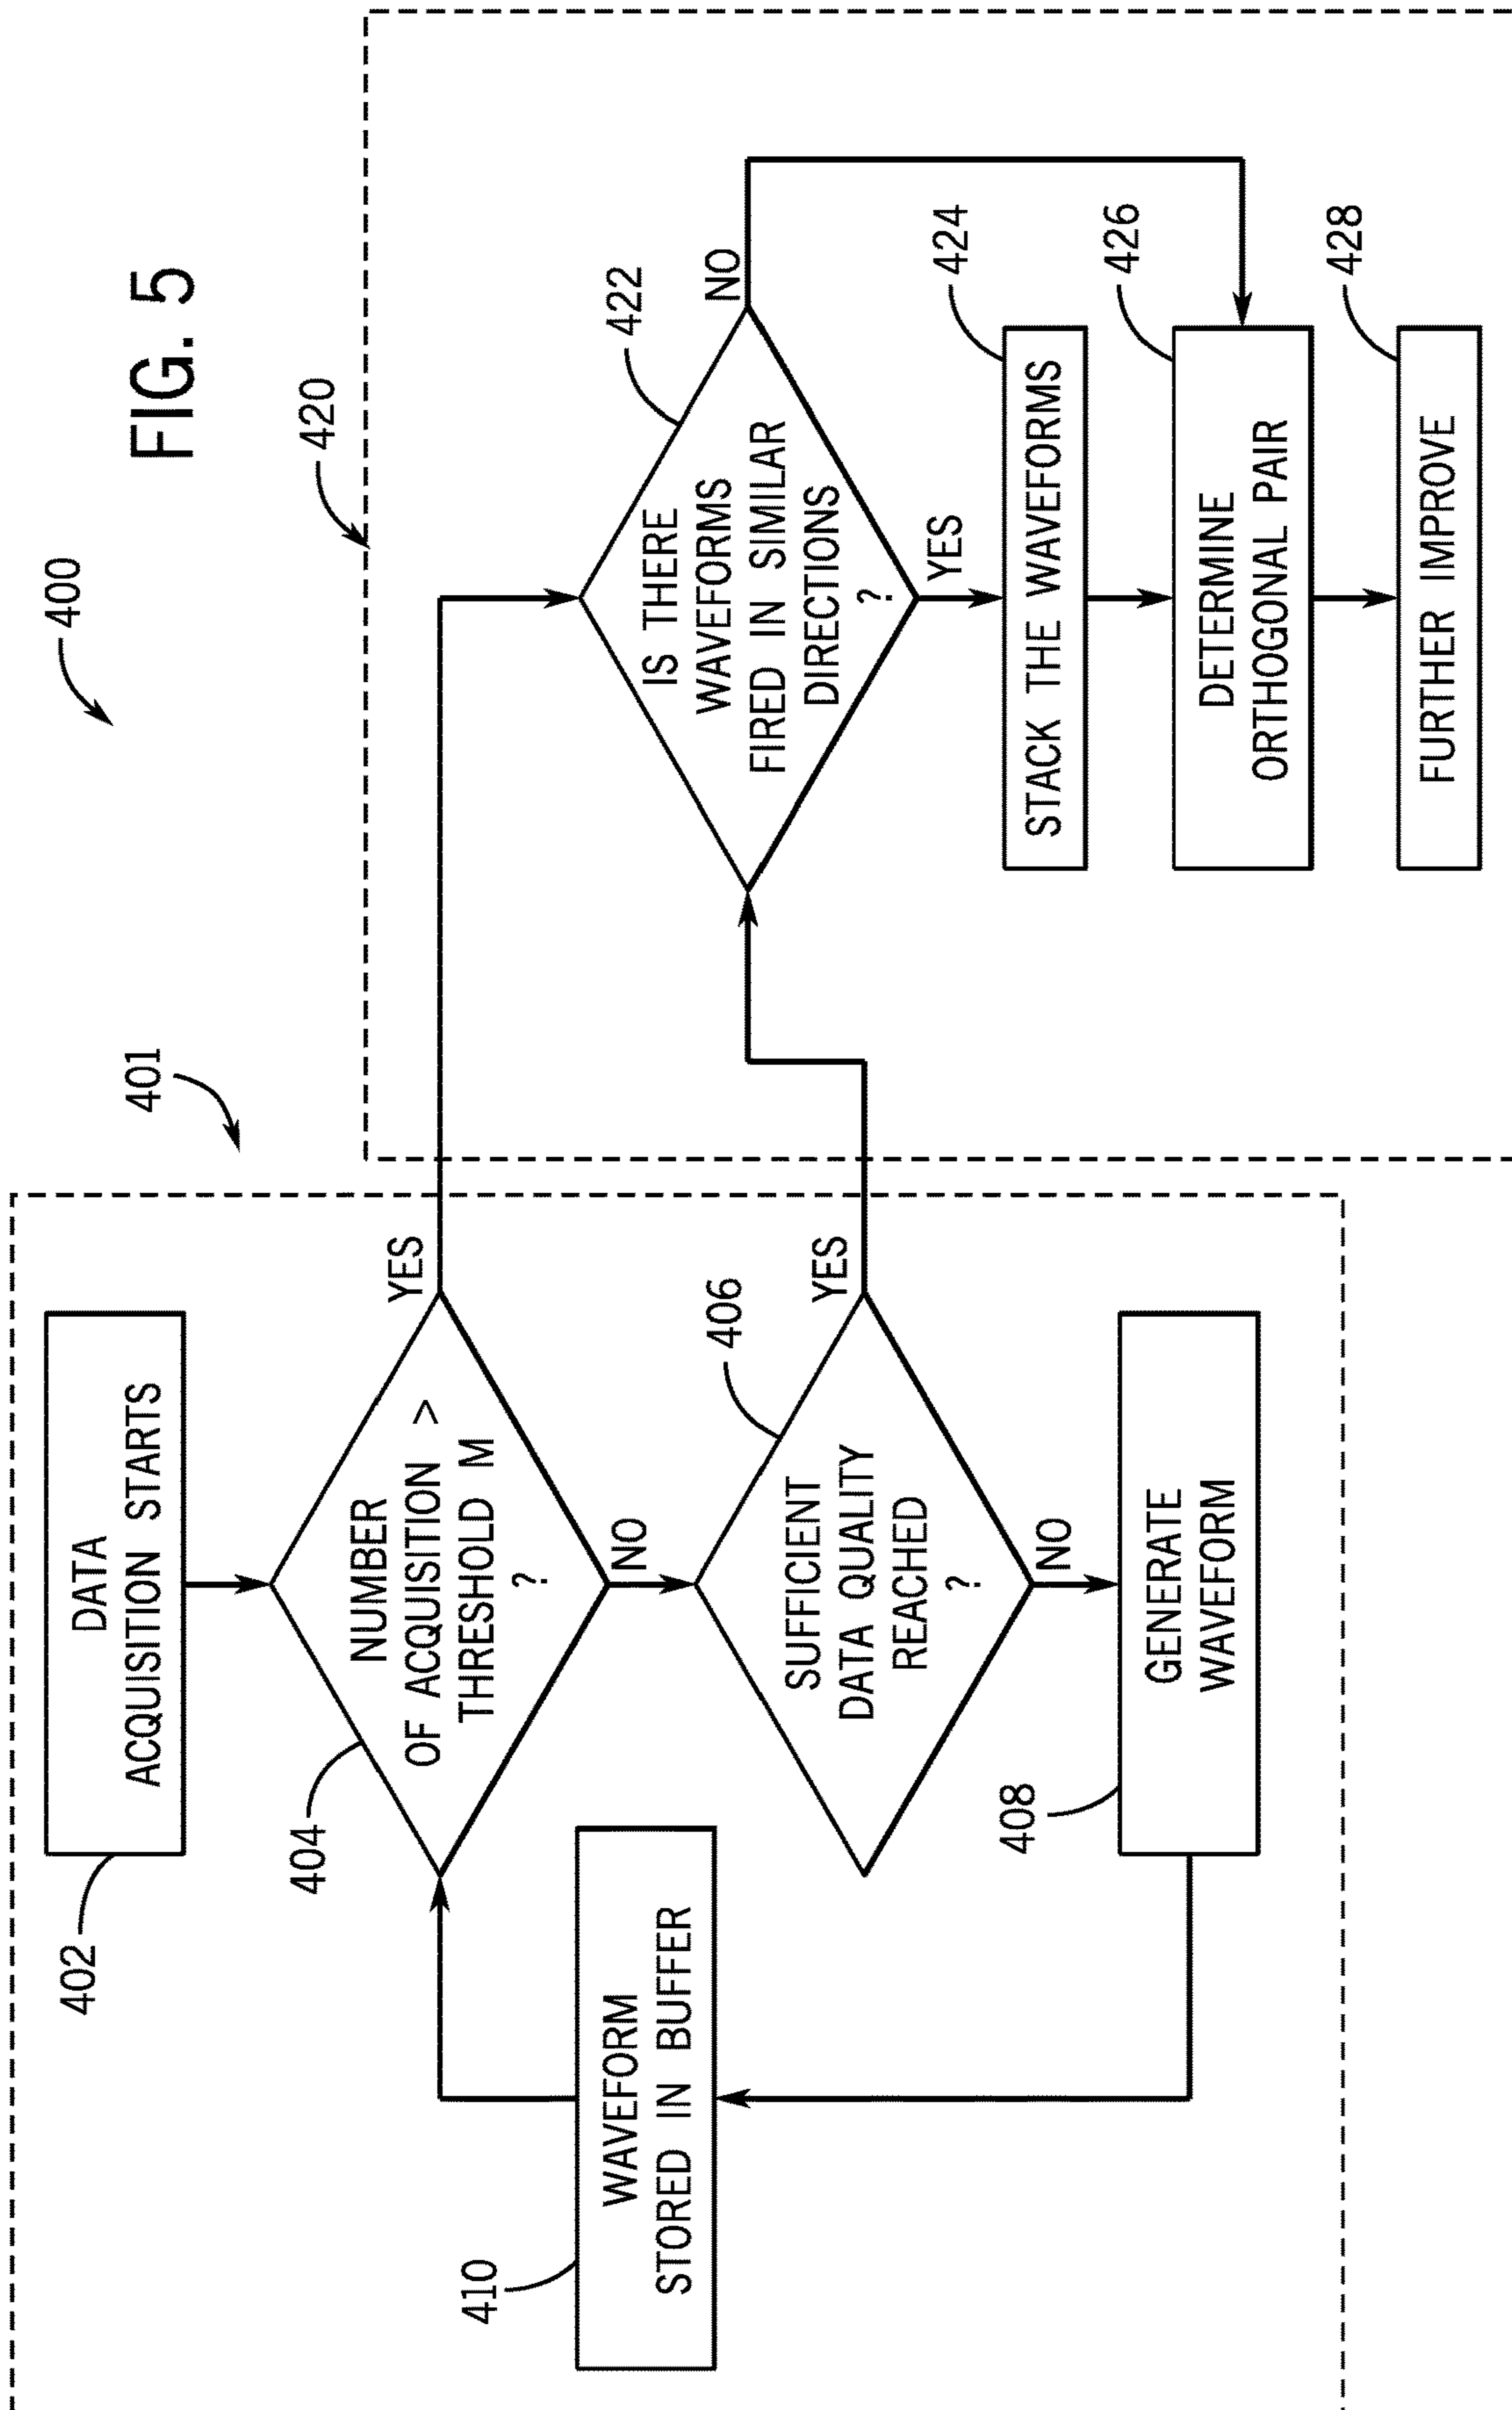 FIG. 5
400
401
402
DATA
ACQUISITION STARTS
404
NUMBER
OF ACQUISITION >
THRESHOLD M
?
YES
NO
406
SUFFICIENT
DATA QUALITY
REACHED
?
YES
NO
408
GENERATE
WAVEFORM
410
WAVEFORM
STORED IN BUFFER
420
422
IS THERE
WAVEFORMS
FIRED IN SIMILAR
DIRECTIONS
?
NO
YES
424
STACK THE WAVEFORMS
426
DETERMINE
ORTHOGONAL PAIR
428
FURTHER IMPROVE